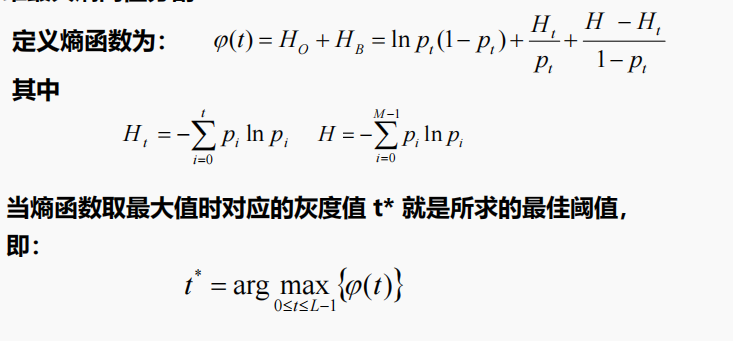 定义熵函数为： φ(t) = H_O + H_B = ln p_t(1 − p_t) + H_t/p_t + (H − H_t)/(1 − p_t)
其中
H_t = −∑_{i=0}^{t} p_i ln p_i   H = −∑_{i=0}^{M−1} p_i ln p_i
当熵函数取最大值时对应的灰度值 t* 就是所求的最佳阈值，
即：
t^* = arg max_{0≤t≤L−1} {φ(t)}